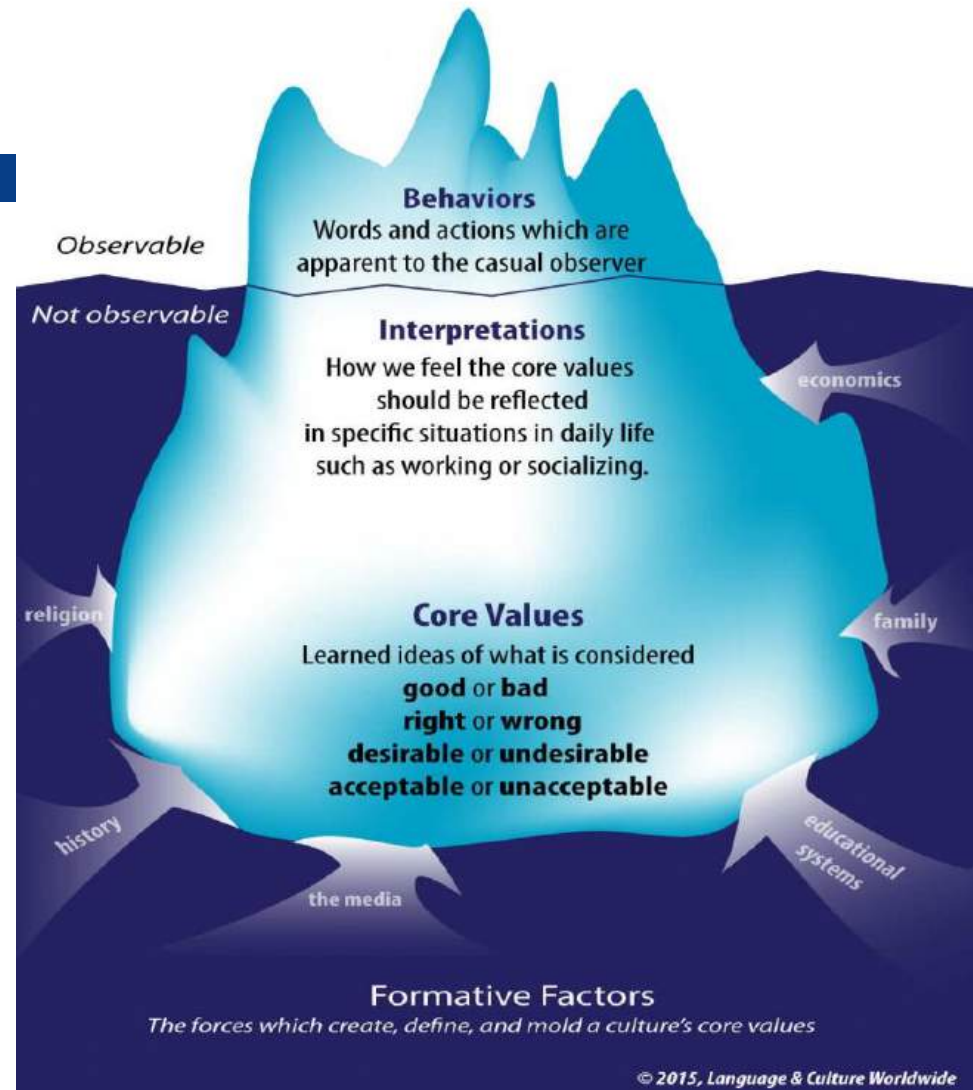 Behaviors
Words and actions which are
apparent to the casual observer
Observable
Not observable
Interpretations
How we feel the core values
should be reflected
in specific situations in daily life
such as working or socializing.
economics
religion
family
Core Values
Learned ideas of what is considered
good or bad
right or wrong
desirable or undesirable
acceptable or unacceptable
history
the media
educational
systems
Formative Factors
The forces which create, define, and mold a culture's core values
© 2015, Language & Culture Worldwide